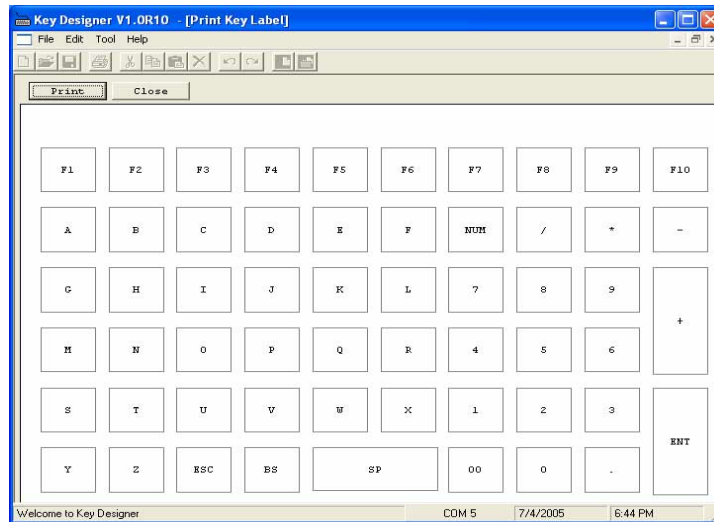 Key Designer V1.0R10 - [Print Key Label]
File Edit Tool Help
Print Close
F1 F2 F3 F4 F5 F6 F7 F8 F9 F10
A B C D E F NUM / * -
G H I J K L 7 8 9
+
M N O P Q R 4 5 6
S T U V W X 1 2 3
ENT
Y Z ESC BS SP 00 0 .
Welcome to Key Designer COM 5 7/4/2005 6:44 PM